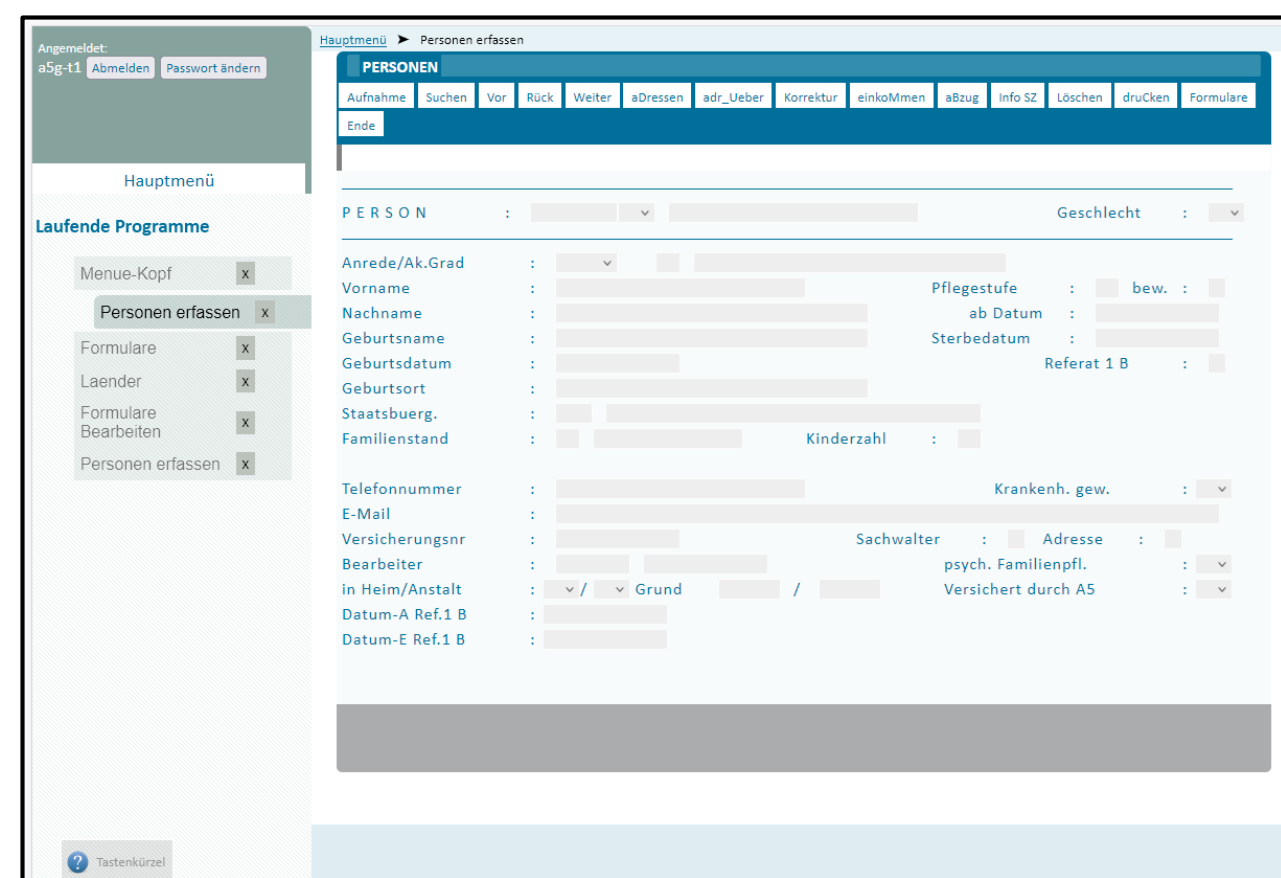 Angemeldet:
a5g-t1 Abmelden Passwort ändern
Hauptmenü
Laufende Programme
Menue-Kopf x
Personen erfassen x
Formulare x
Laender x
Formulare
Bearbeiten x
Personen erfassen x
Tastenkürzel
Hauptmenü ➤ Personen erfassen
PERSONEN
Aufnahme Suchen Vor Rück Weiter aDressen adr_Ueber Korrektur einkoMmen aBzug Info SZ Löschen druCken Formulare
Ende
PERSON : Geschlecht :
Anrede/Ak.Grad :
Vorname : Pflegestufe : bew. :
Nachname : ab Datum :
Geburtsname : Sterbedatum :
Geburtsdatum : Referat 1 B :
Geburtsort :
Staatsbuerg. :
Familienstand : Kinderzahl :
Telefonnummer : Krankenh. gew. :
E-Mail :
Versicherungsnr : Sachwalter : Adresse :
Bearbeiter : psych. Familienpfl. :
in Heim/Anstalt : / Grund / Versichert durch A5 :
Datum-A Ref.1 B :
Datum-E Ref.1 B :